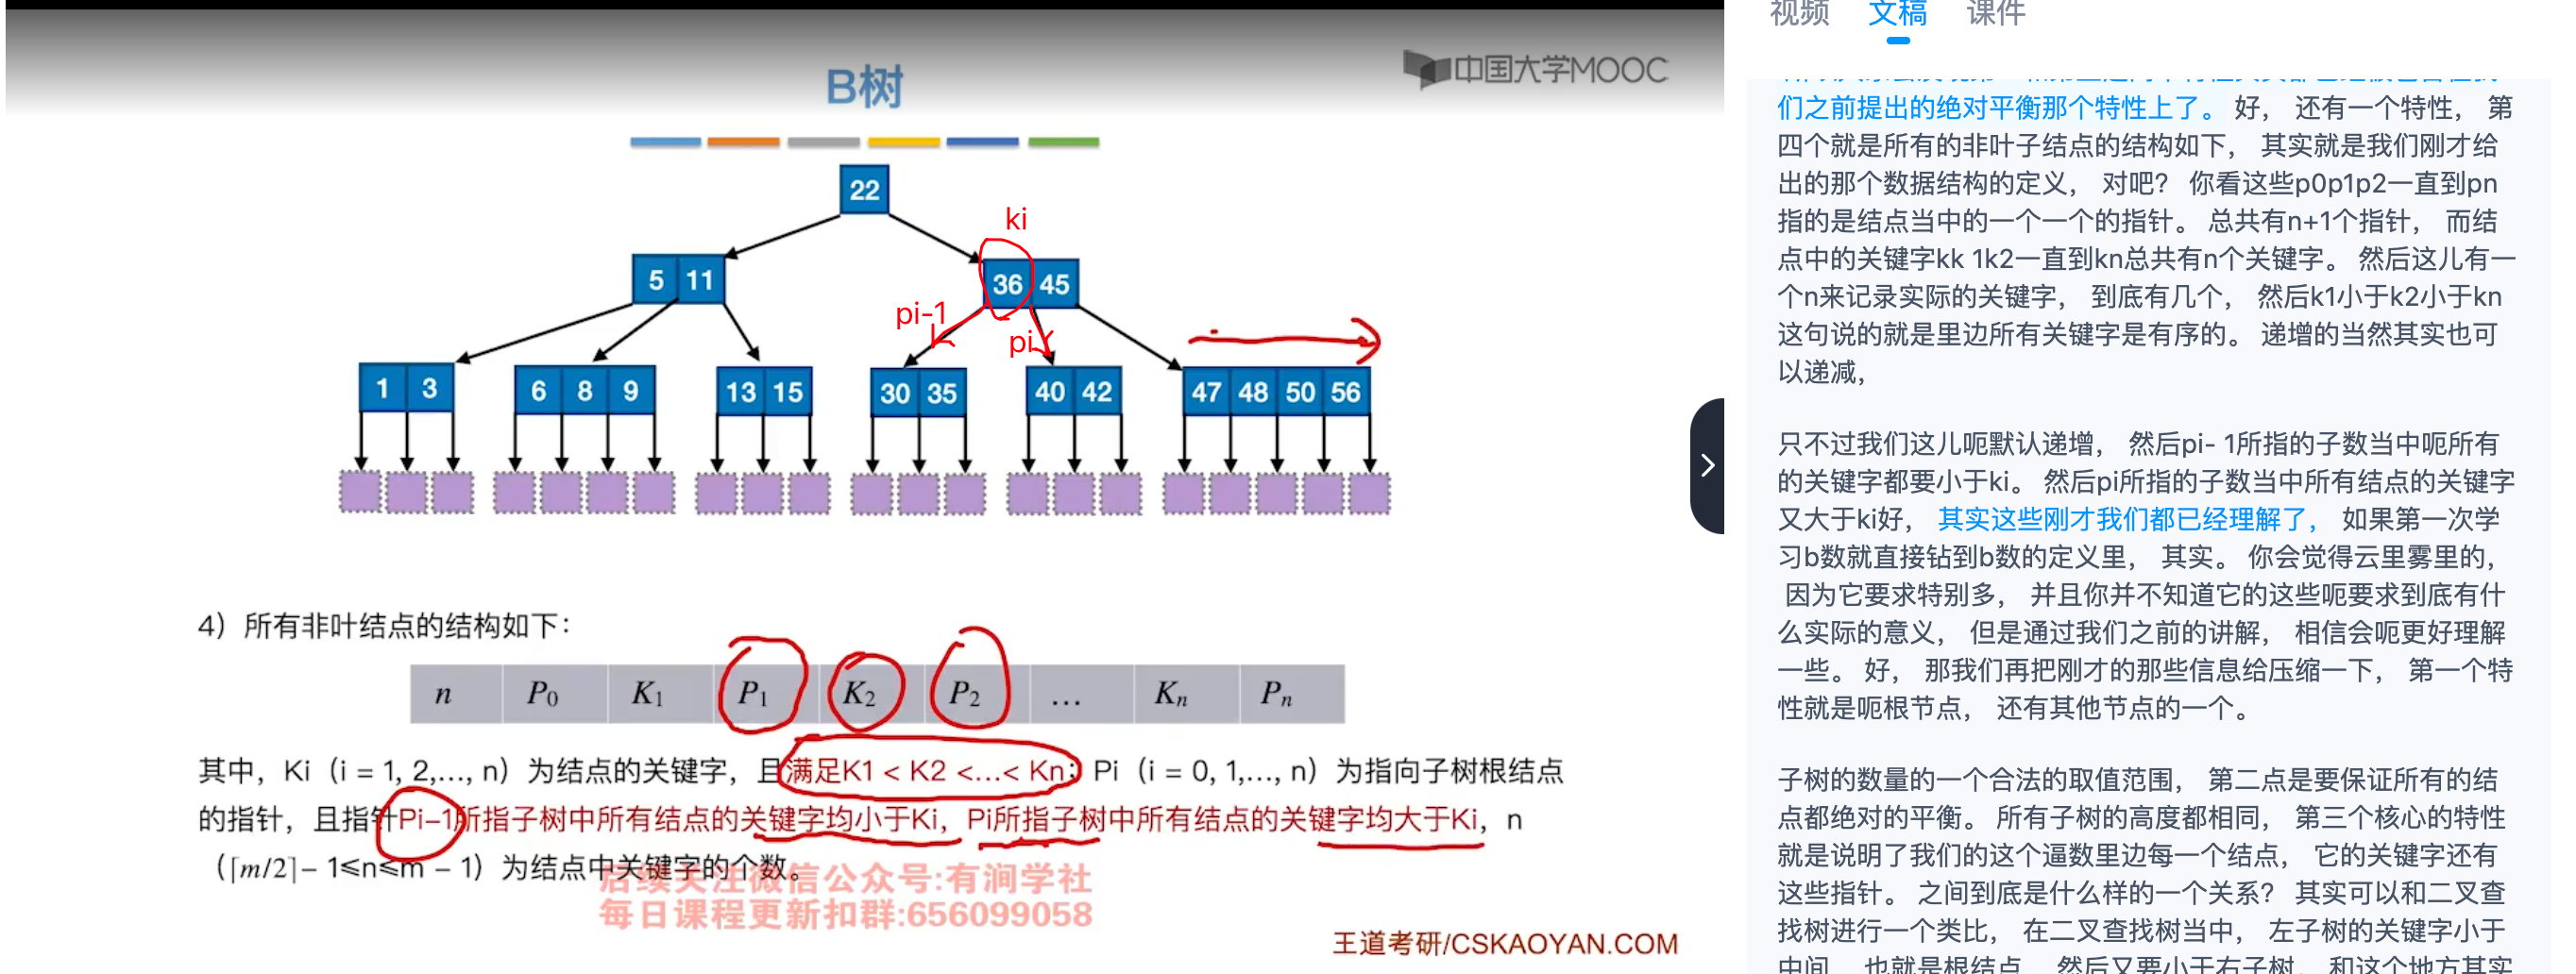 中国大学MOOC
B树
22
ki
5 11
36 45
pi-1
pi
1 3
6 8 9
13 15
30 35
40 42
47 48 50 56
4）所有非叶结点的结构如下：
n P0 K1 P1 K2 P2 … Kn Pn
其中，Ki（i = 1, 2,…, n）为结点的关键字，且满足K1 < K2 <…< Kn；Pi（i = 0, 1,…, n）为指向子树根结点
的指针，且指针Pi–1所指子树中所有结点的关键字均小于Ki，Pi所指子树中所有结点的关键字均大于Ki，n
（⌈m/2⌉– 1≤n≤m – 1）为结点中关键字的个数。
后续关注微信公众号:有涧学社
每日课程更新扣群:656099058
王道考研/CSKAOYAN.COM
视频 文稿 课件
们之前提出的绝对平衡那个特性上了。 好， 还有一个特性， 第
四个就是所有的非叶子结点的结构如下， 其实就是我们刚才给
出的那个数据结构的定义， 对吧？ 你看这些p0p1p2一直到pn
指的是结点当中的一个一个的指针。 总共有n+1个指针， 而结
点中的关键字kk 1k2一直到kn总共有n个关键字。 然后这儿有一
个n来记录实际的关键字， 到底有几个， 然后k1小于k2小于kn
这句说的就是里边所有关键字是有序的。 递增的当然其实也可
以递减，
只不过我们这儿呃默认递增， 然后pi- 1所指的子数当中呃所有
的关键字都要小于ki。 然后pi所指的子数当中所有结点的关键字
又大于ki好， 其实这些刚才我们都已经理解了， 如果第一次学
习b数就直接钻到b数的定义里， 其实。 你会觉得云里雾里的，
因为它要求特别多， 并且你并不知道它的这些呃要求到底有什
么实际的意义， 但是通过我们之前的讲解， 相信会呃更好理解
一些。 好， 那我们再把刚才的那些信息给压缩一下， 第一个特
性就是呃根节点， 还有其他节点的一个。
子树的数量的一个合法的取值范围， 第二点是要保证所有的结
点都绝对的平衡。 所有子树的高度都相同， 第三个核心的特性
就是说明了我们的这个逼数里边每一个结点， 它的关键字还有
这些指针。 之间到底是什么样的一个关系？ 其实可以和二叉查
找树进行一个类比， 在二叉查找树当中， 左子树的关键字小于
中间， 也就是根结点， 然后又要小于右子树， 和这个地方其实